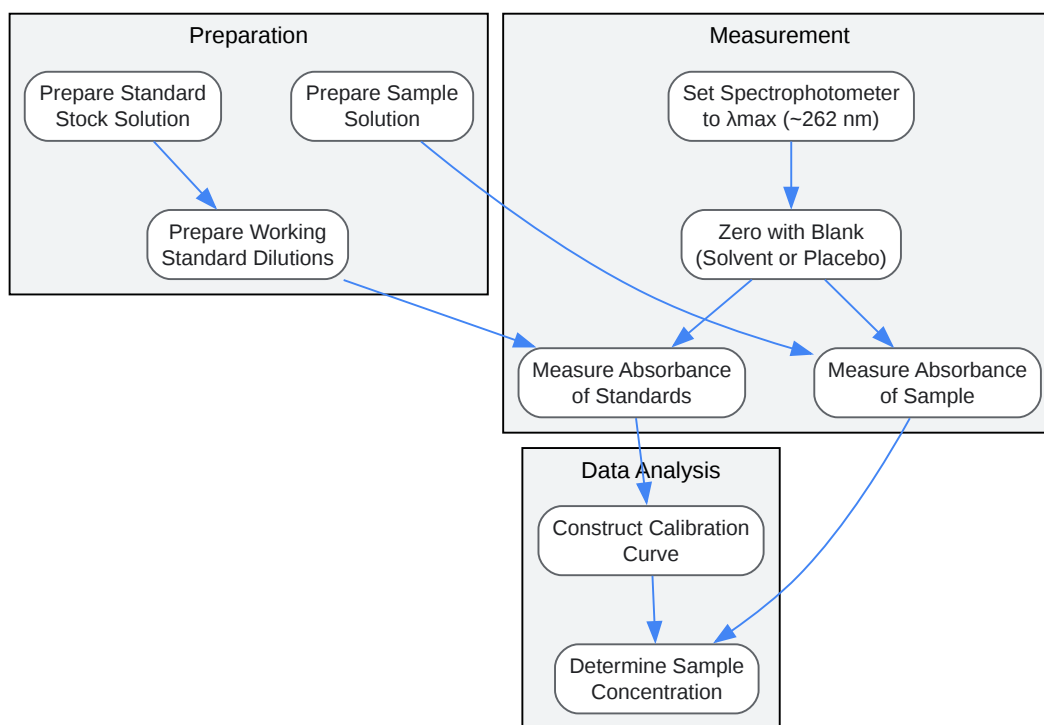 Preparation
Prepare Standard
Stock Solution
Prepare Sample
Solution
Prepare Working
Standard Dilutions
Measurement
Set Spectrophotometer
to λmax (~262 nm)
Zero with Blank
(Solvent or Placebo)
Measure Absorbance
of Standards
Measure Absorbance
of Sample
Data Analysis
Construct Calibration
Curve
Determine Sample
Concentration